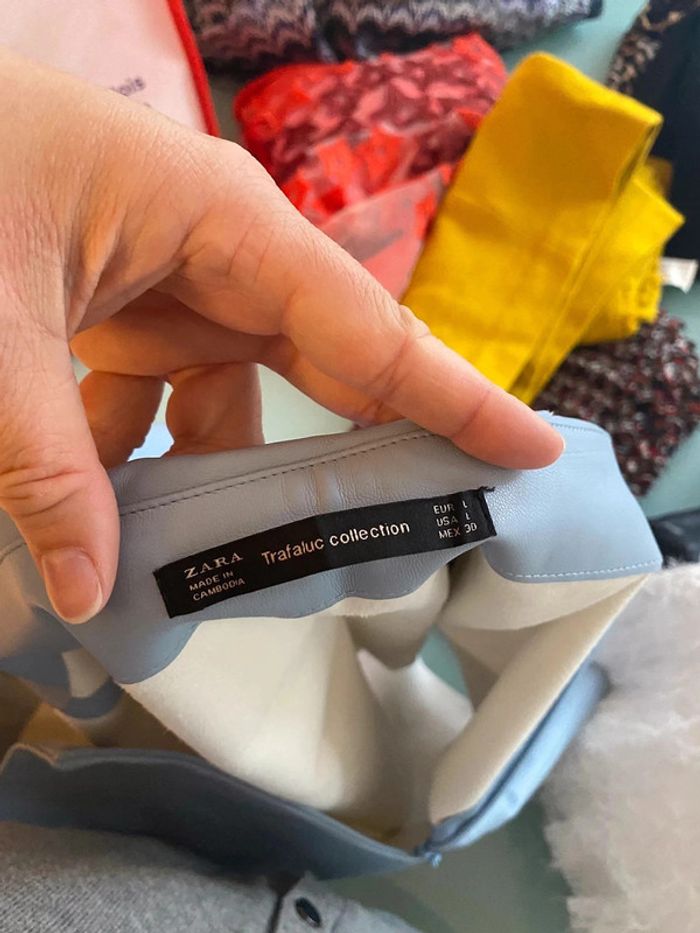 ZARA
MADE IN
CAMBODIA
Trafaluc collection
EUR L
USA L
MEX 30